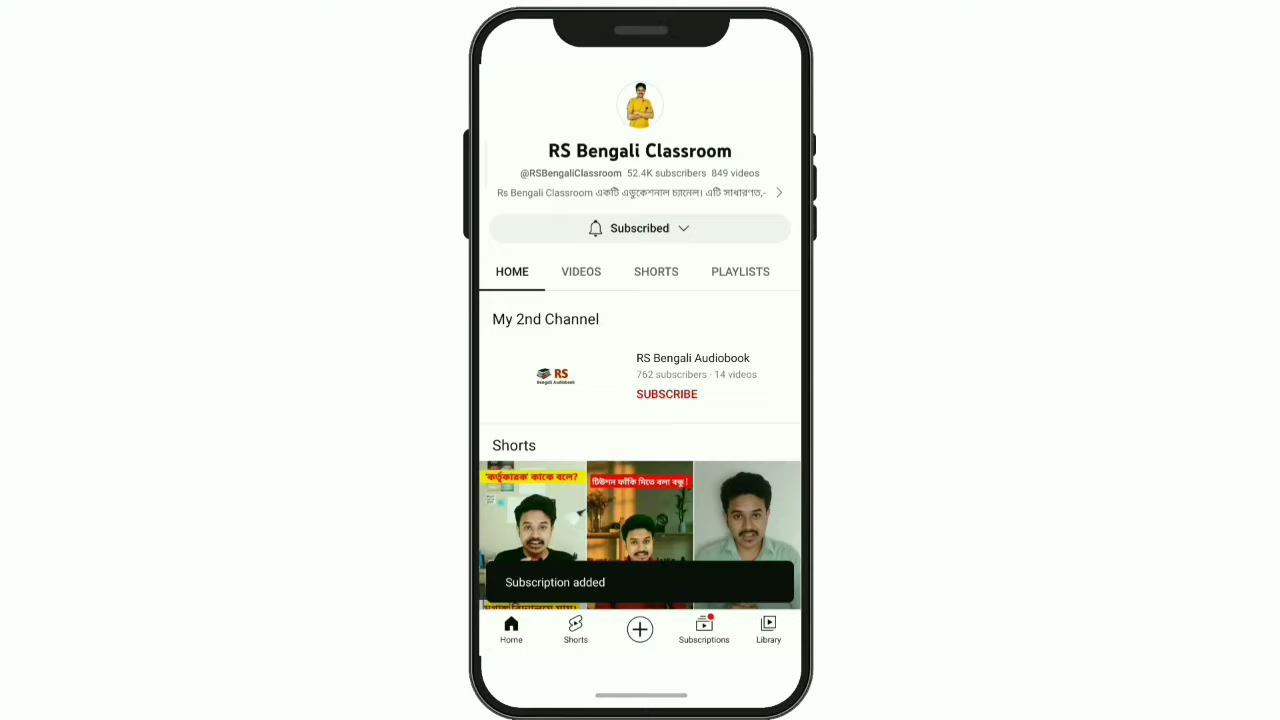 RS Bengali Classroom
@RSBengaliClassroom 52.4K subscribers 849 videos
Rs Bengali Classroom একটি এডুকেশনাল চ্যানেল। এটি সাধারণত,-
Subscribed
HOME VIDEOS SHORTS PLAYLISTS
My 2nd Channel
RS
Bengali Audiobook
RS Bengali Audiobook
762 subscribers · 14 videos
SUBSCRIBE
Shorts
'কর্তৃকারক' কাকে বলে?
টিউশন ফাঁকি দিতে বলা বন্ধু!
Subscription added
Home Shorts Subscriptions Library